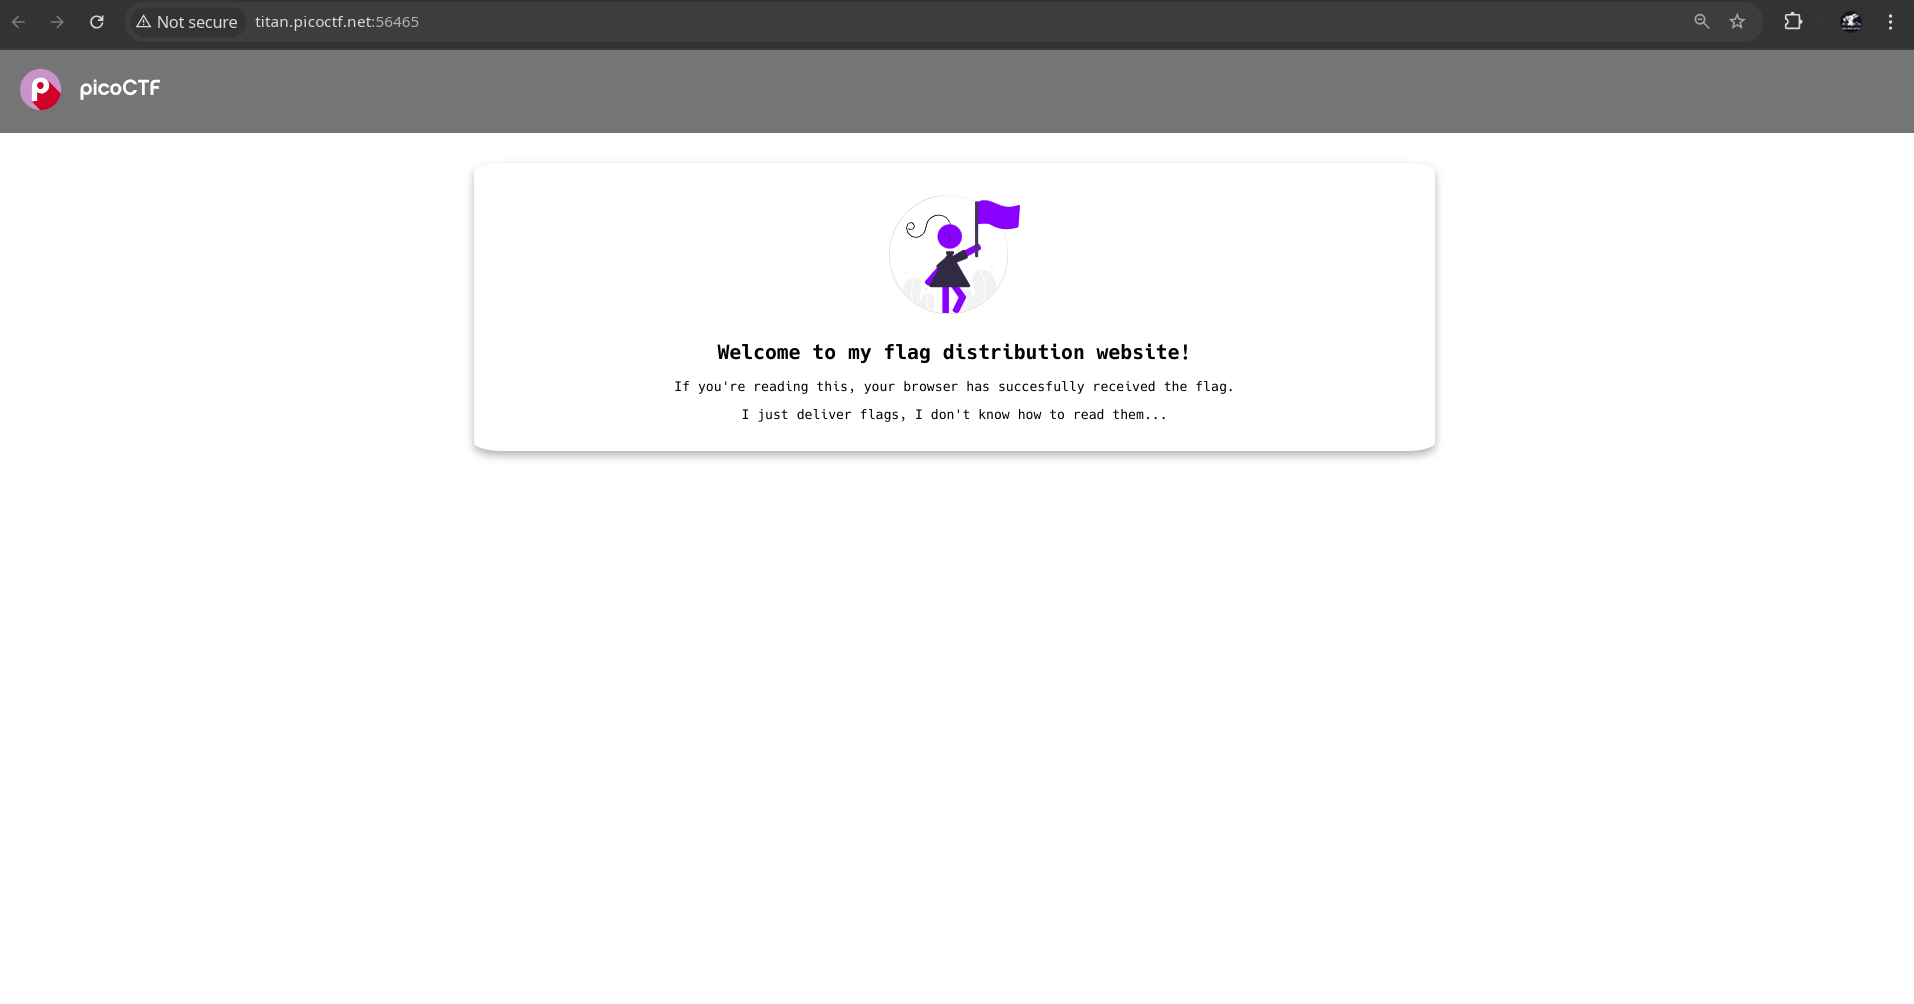 Not secure titan.picoctf.net:56465
picoCTF
Welcome to my flag distribution website!
If you're reading this, your browser has succesfully received the flag.
I just deliver flags, I don't know how to read them...